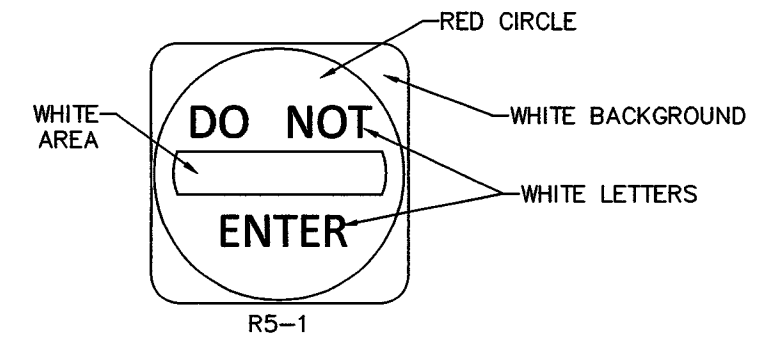 RED CIRCLE
WHITE
AREA
DO NOT
WHITE BACKGROUND
WHITE LETTERS
ENTER
R5-1